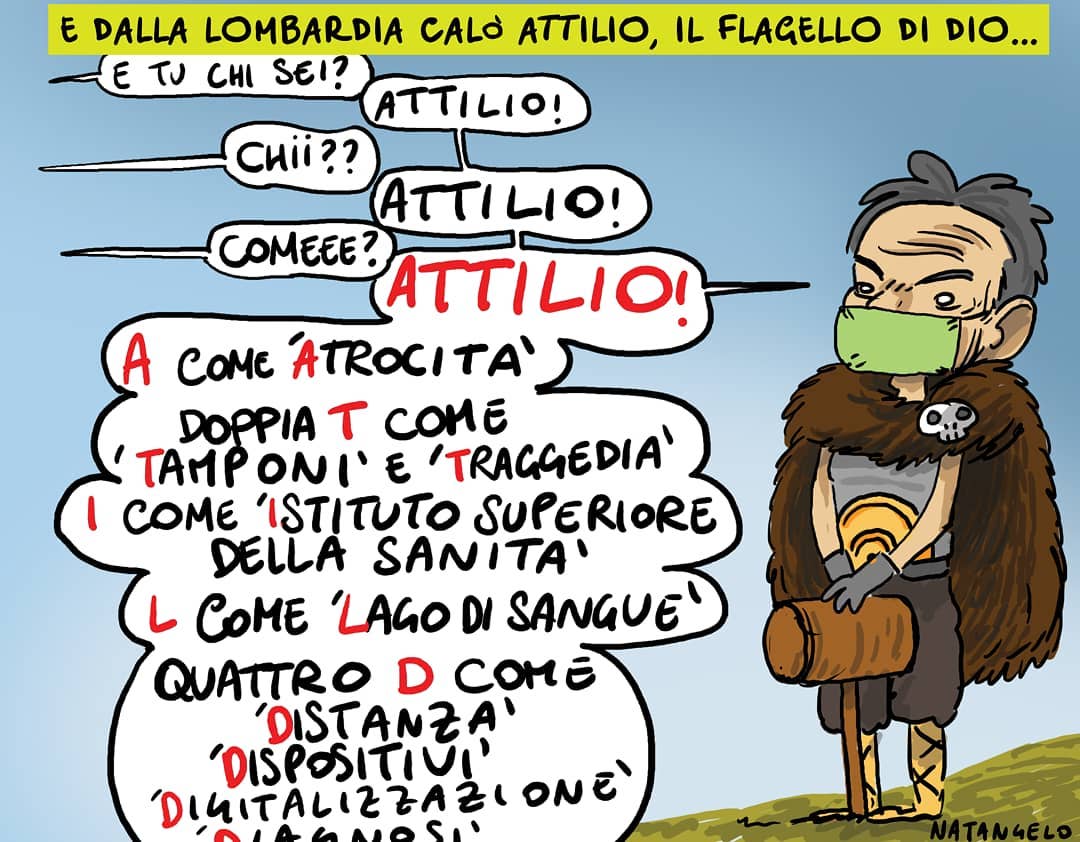 E DALLA LOMBARDIA CALÒ ATTILIO, IL FLAGELLO DI DIO...
E TU CHI SEI?
ATTILIO!
CHII??
ATTILIO!
COMEEE?
ATTILIO!
A COME 'ATROCITA'
DOPPIA T COME
'TAMPONI' E 'TRAGGEDIA'
I COME 'ISTITUTO SUPERIORE
DELLA SANITA'
L COME 'LAGO DI SANGUE'
QUATTRO D COME
'DISTANZA'
'DISPOSITIVI'
'DIGITALIZZAZIONE'
'DIAGNOSI'
NATANGELO